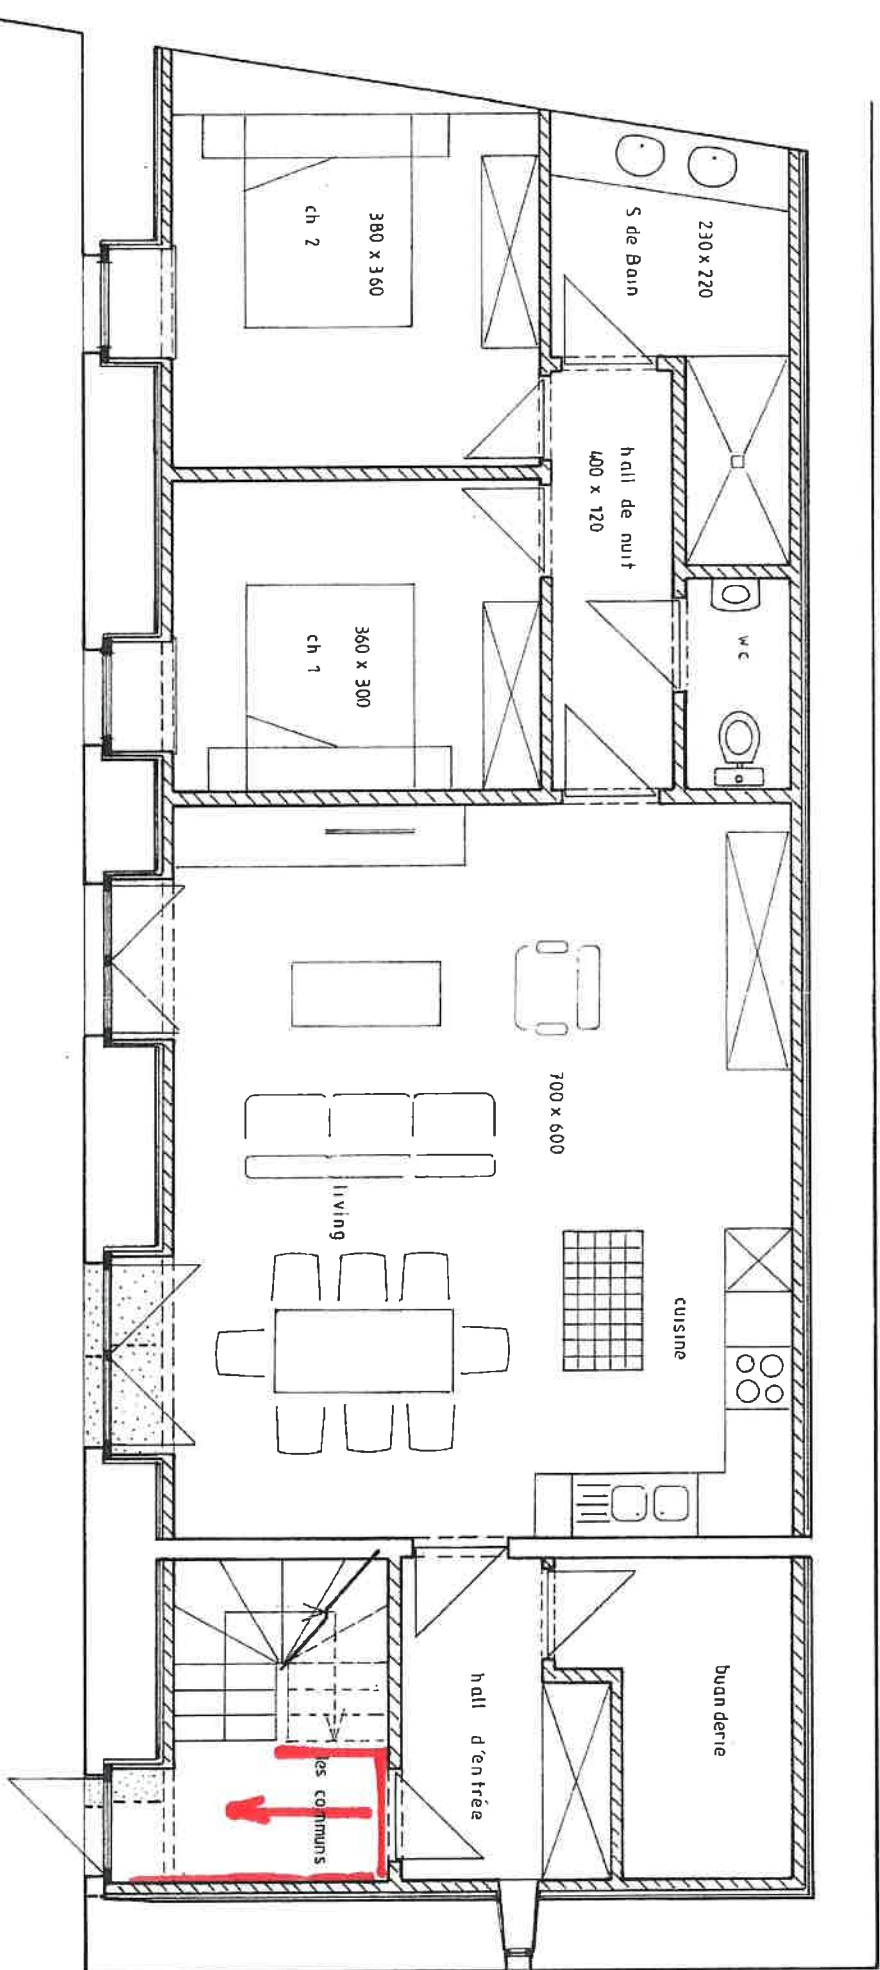 230 x 220
S de Bain
380 x 360
ch 2
hall de nuit
400 x 120
wc
360 x 300
ch 1
700 x 600
living
cuisine
buanderie
hall d'entrée
les communs